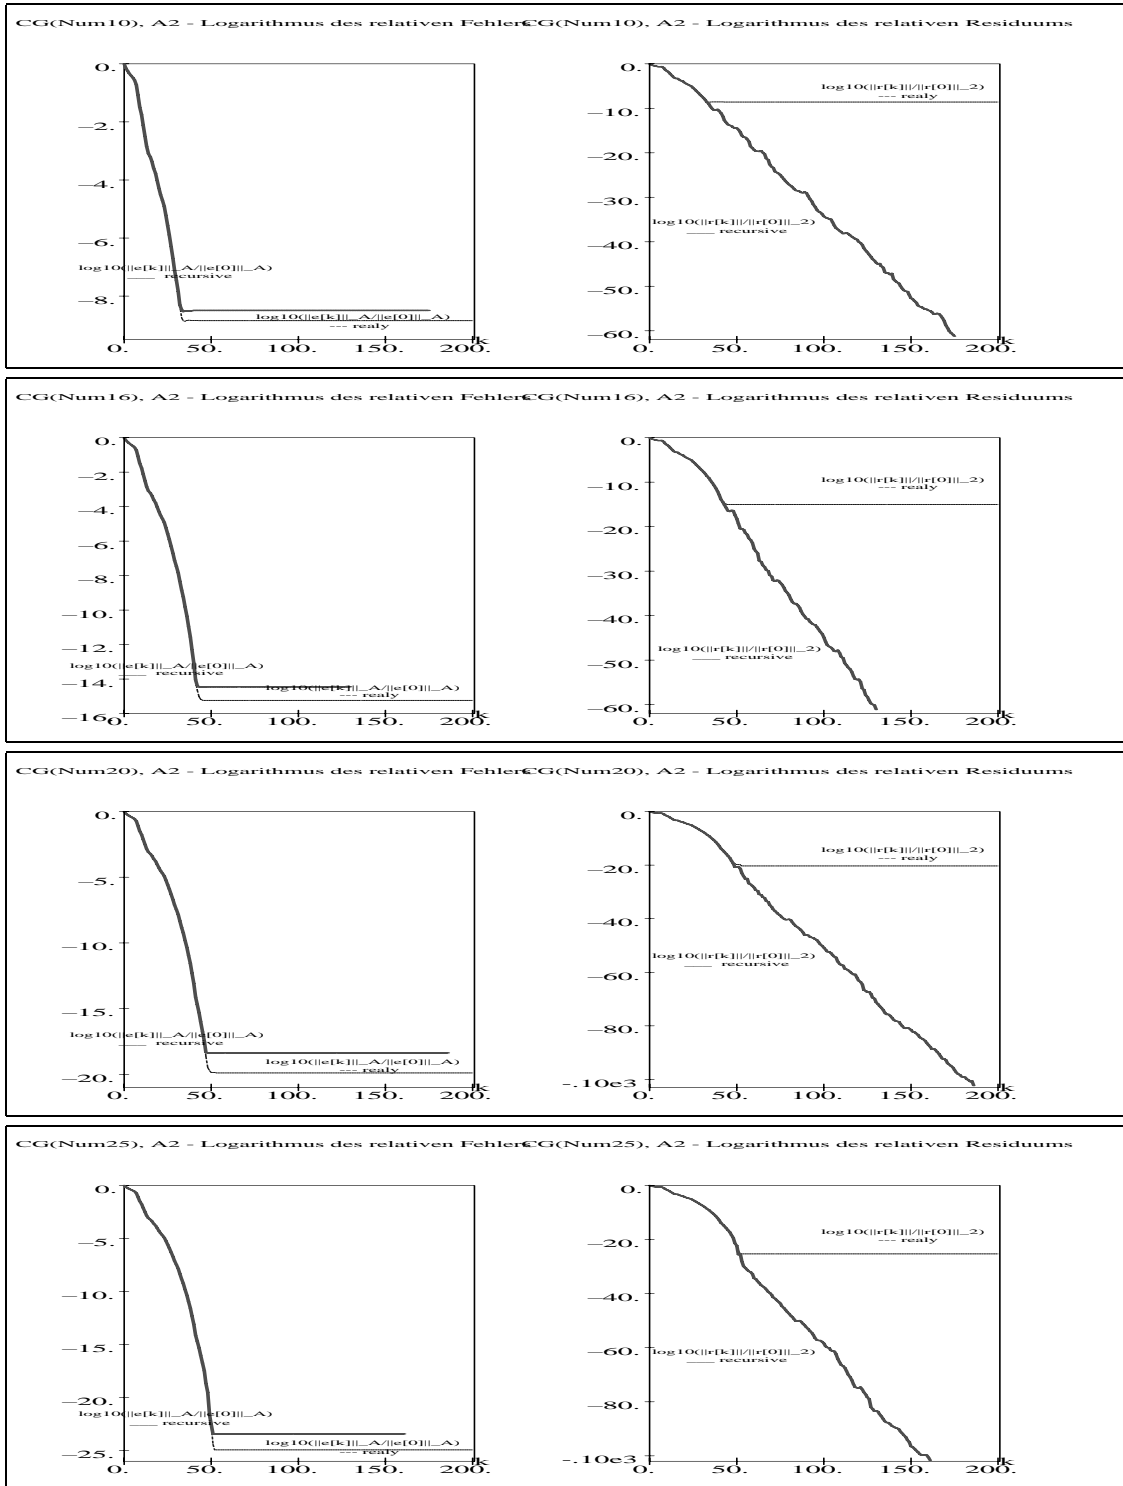 CG(Num10), A2 - Logarithmus des relativen Fehlers CG(Num10), A2 - Logarithmus des relativen Residuums
0.
−2.
−4.
−6.
−8.
log10(||e[k]||_A/||e[0]||_A)
___ recursive
log10(||e[k]||_A/||e[0]||_A)
--- realy
0. 50. 100. 150. 200. k
0.
−10.
−20.
−30.
−40.
−50.
−60.
log10(||r[k]||/||r[0]||_2)
--- realy
log10(||r[k]||/||r[0]||_2)
___ recursive
0. 50. 100. 150. 200. k
CG(Num16), A2 - Logarithmus des relativen Fehlers CG(Num16), A2 - Logarithmus des relativen Residuums
0.
−2.
−4.
−6.
−8.
−10.
−12.
−14.
−16.
log10(||e[k]||_A/||e[0]||_A)
___ recursive
log10(||e[k]||_A/||e[0]||_A)
--- realy
0. 50. 100. 150. 200. k
0.
−10.
−20.
−30.
−40.
−50.
−60.
log10(||r[k]||/||r[0]||_2)
--- realy
log10(||r[k]||/||r[0]||_2)
___ recursive
0. 50. 100. 150. 200. k
CG(Num20), A2 - Logarithmus des relativen Fehlers CG(Num20), A2 - Logarithmus des relativen Residuums
0.
−5.
−10.
−15.
−20.
log10(||e[k]||_A/||e[0]||_A)
___ recursive
log10(||e[k]||_A/||e[0]||_A)
--- realy
0. 50. 100. 150. 200. k
0.
−20.
−40.
−60.
−80.
-.10e3
log10(||r[k]||/||r[0]||_2)
--- realy
log10(||r[k]||/||r[0]||_2)
___ recursive
0. 50. 100. 150. 200. k
CG(Num25), A2 - Logarithmus des relativen Fehlers CG(Num25), A2 - Logarithmus des relativen Residuums
0.
−5.
−10.
−15.
−20.
−25.
log10(||e[k]||_A/||e[0]||_A)
___ recursive
log10(||e[k]||_A/||e[0]||_A)
--- realy
0. 50. 100. 150. 200. k
0.
−20.
−40.
−60.
−80.
-.10e3
log10(||r[k]||/||r[0]||_2)
--- realy
log10(||r[k]||/||r[0]||_2)
___ recursive
0. 50. 100. 150. 200. k